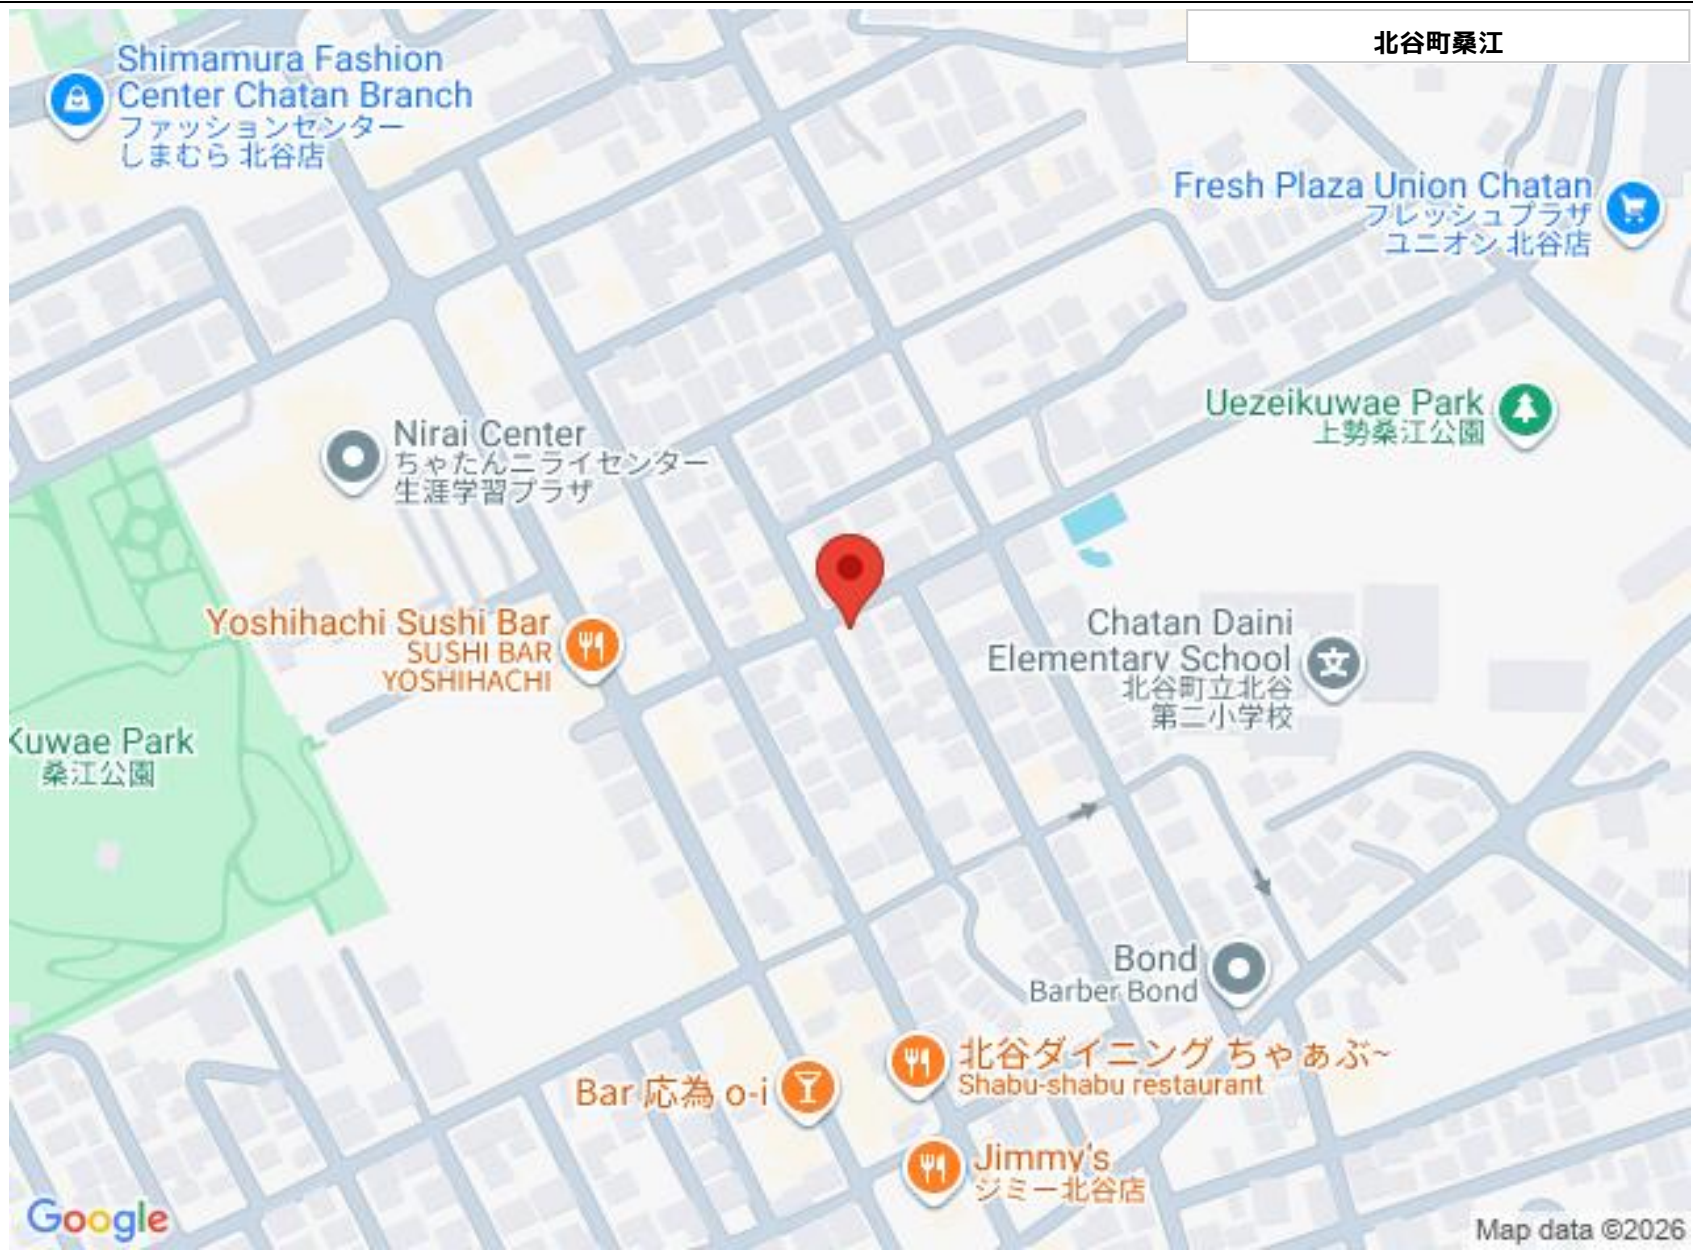 北谷町桑江
Shimamura Fashion
Center Chatan Branch
ファッションセンター
しまむら 北谷店
Fresh Plaza Union Chatan
フレッシュプラザ
ユニオン 北谷店
Uezeikuwae Park
上勢桑江公園
Nirai Center
ちゃたんニライセンター
生涯学習プラザ
Yoshihachi Sushi Bar
SUSHI BAR
YOSHIHACHI
Chatan Daini
Elementary School
北谷町立北谷
第二小学校
Kuwae Park
桑江公園
Bond
Barber Bond
北谷ダイニング ちゃぁぶ~
Shabu-shabu restaurant
Bar 応為 o-i
Jimmy's
ジミー北谷店
Google
Map data ©2026